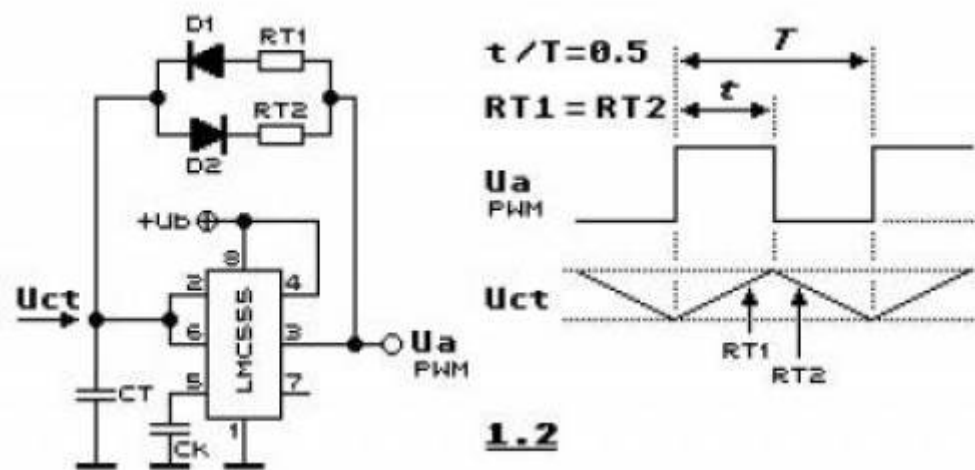 D1
RT1
RT2
D2
+Ub
8
2
4
Uct
6
LMC555
3
Ua
PWM
5
7
CT
1
CK
t/T=0.5
T
RT1=RT2
t
Ua
PWM
Uct
RT1
RT2
1.2